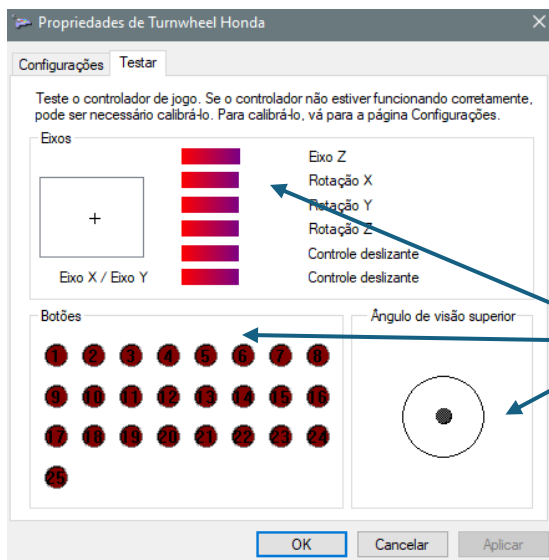 Propriedades de Turnwheel Honda
Configurações Testar
Teste o controlador de jogo. Se o controlador não estiver funcionando corretamente,
pode ser necessário calibrá-lo. Para calibrá-lo, vá para a página Configurações.
Eixos
Eixo Z
Rotação X
Rotação Y
Rotação Z
Controle deslizante
Controle deslizante
Eixo X / Eixo Y
Botões
Ângulo de visão superior
1 2 3 4 5 6 7 8
9 10 11 12 13 14 15 16
17 18 19 20 21 22 23 24
25
OK Cancelar Aplicar